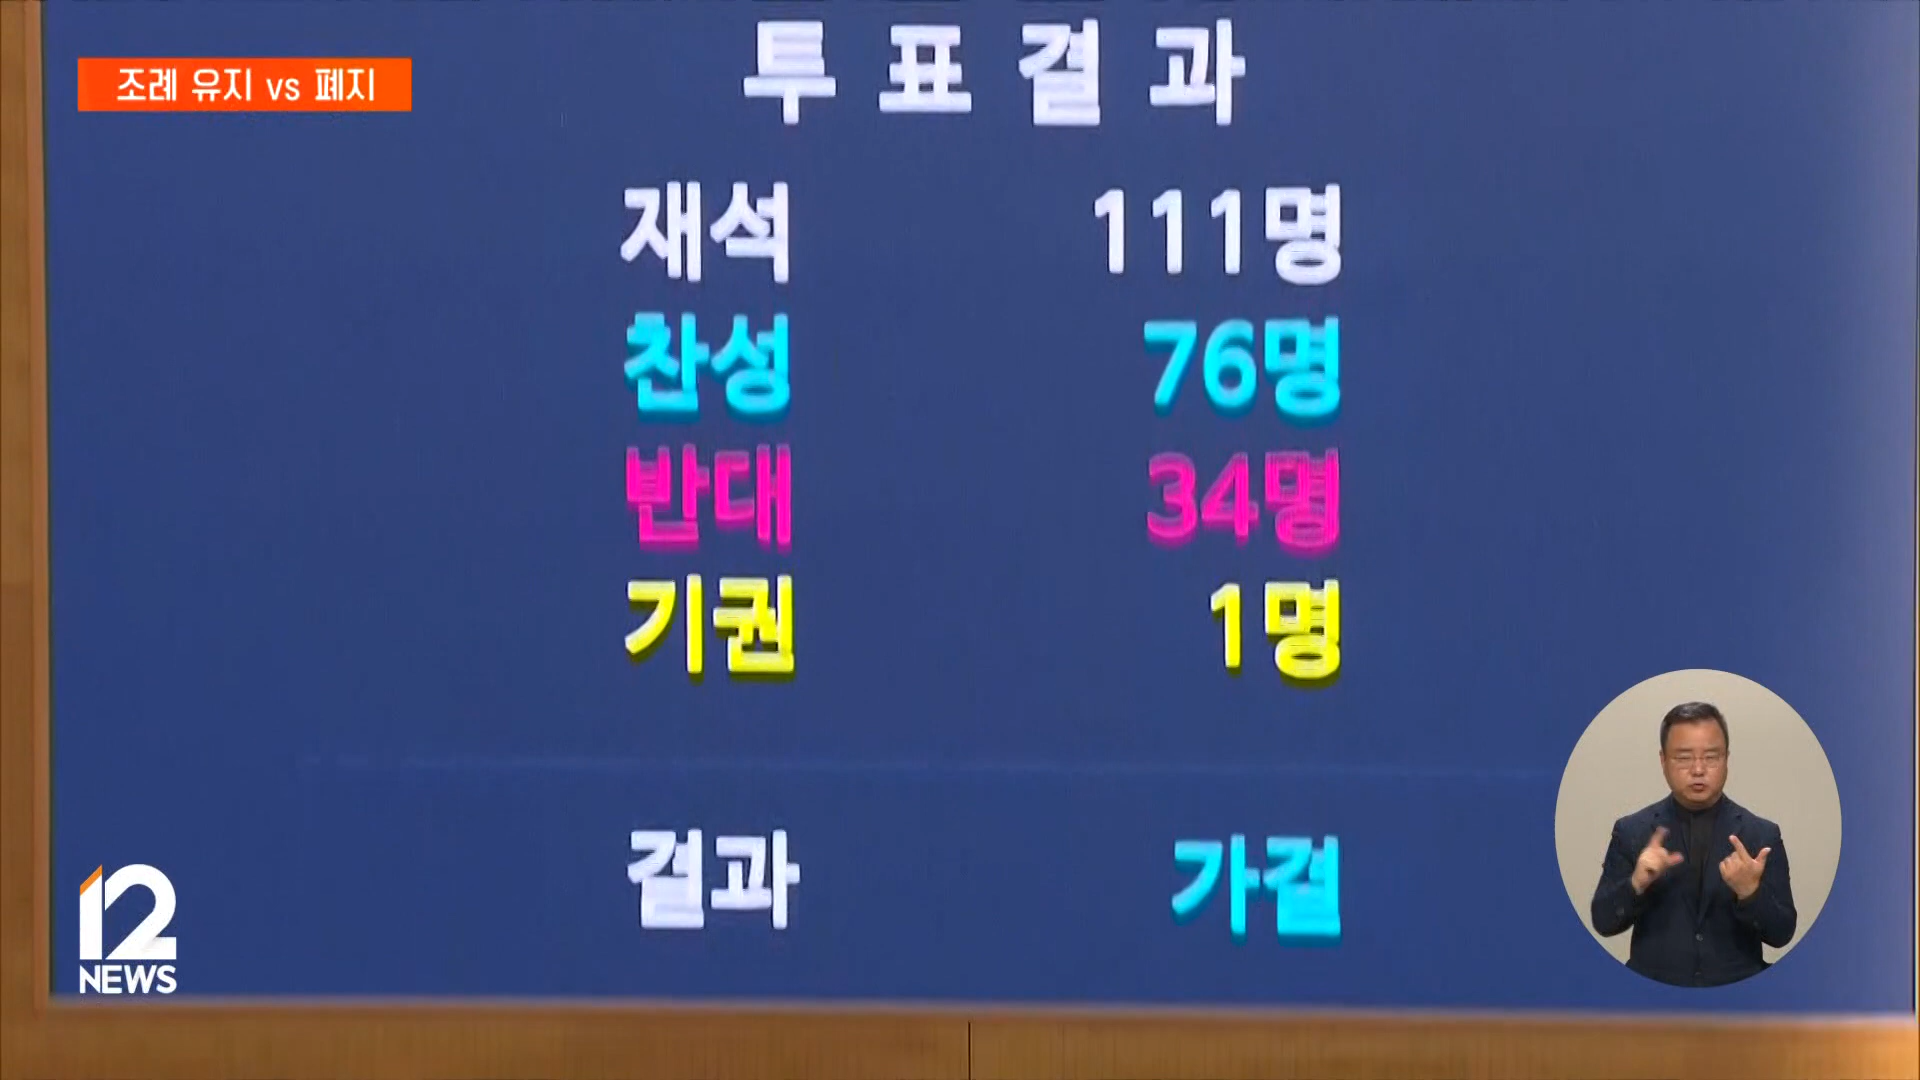 조례 유지 vs 폐지
투표결과
재석 111명
찬성 76명
반대 34명
기권 1명
결과 가결
12
NEWS